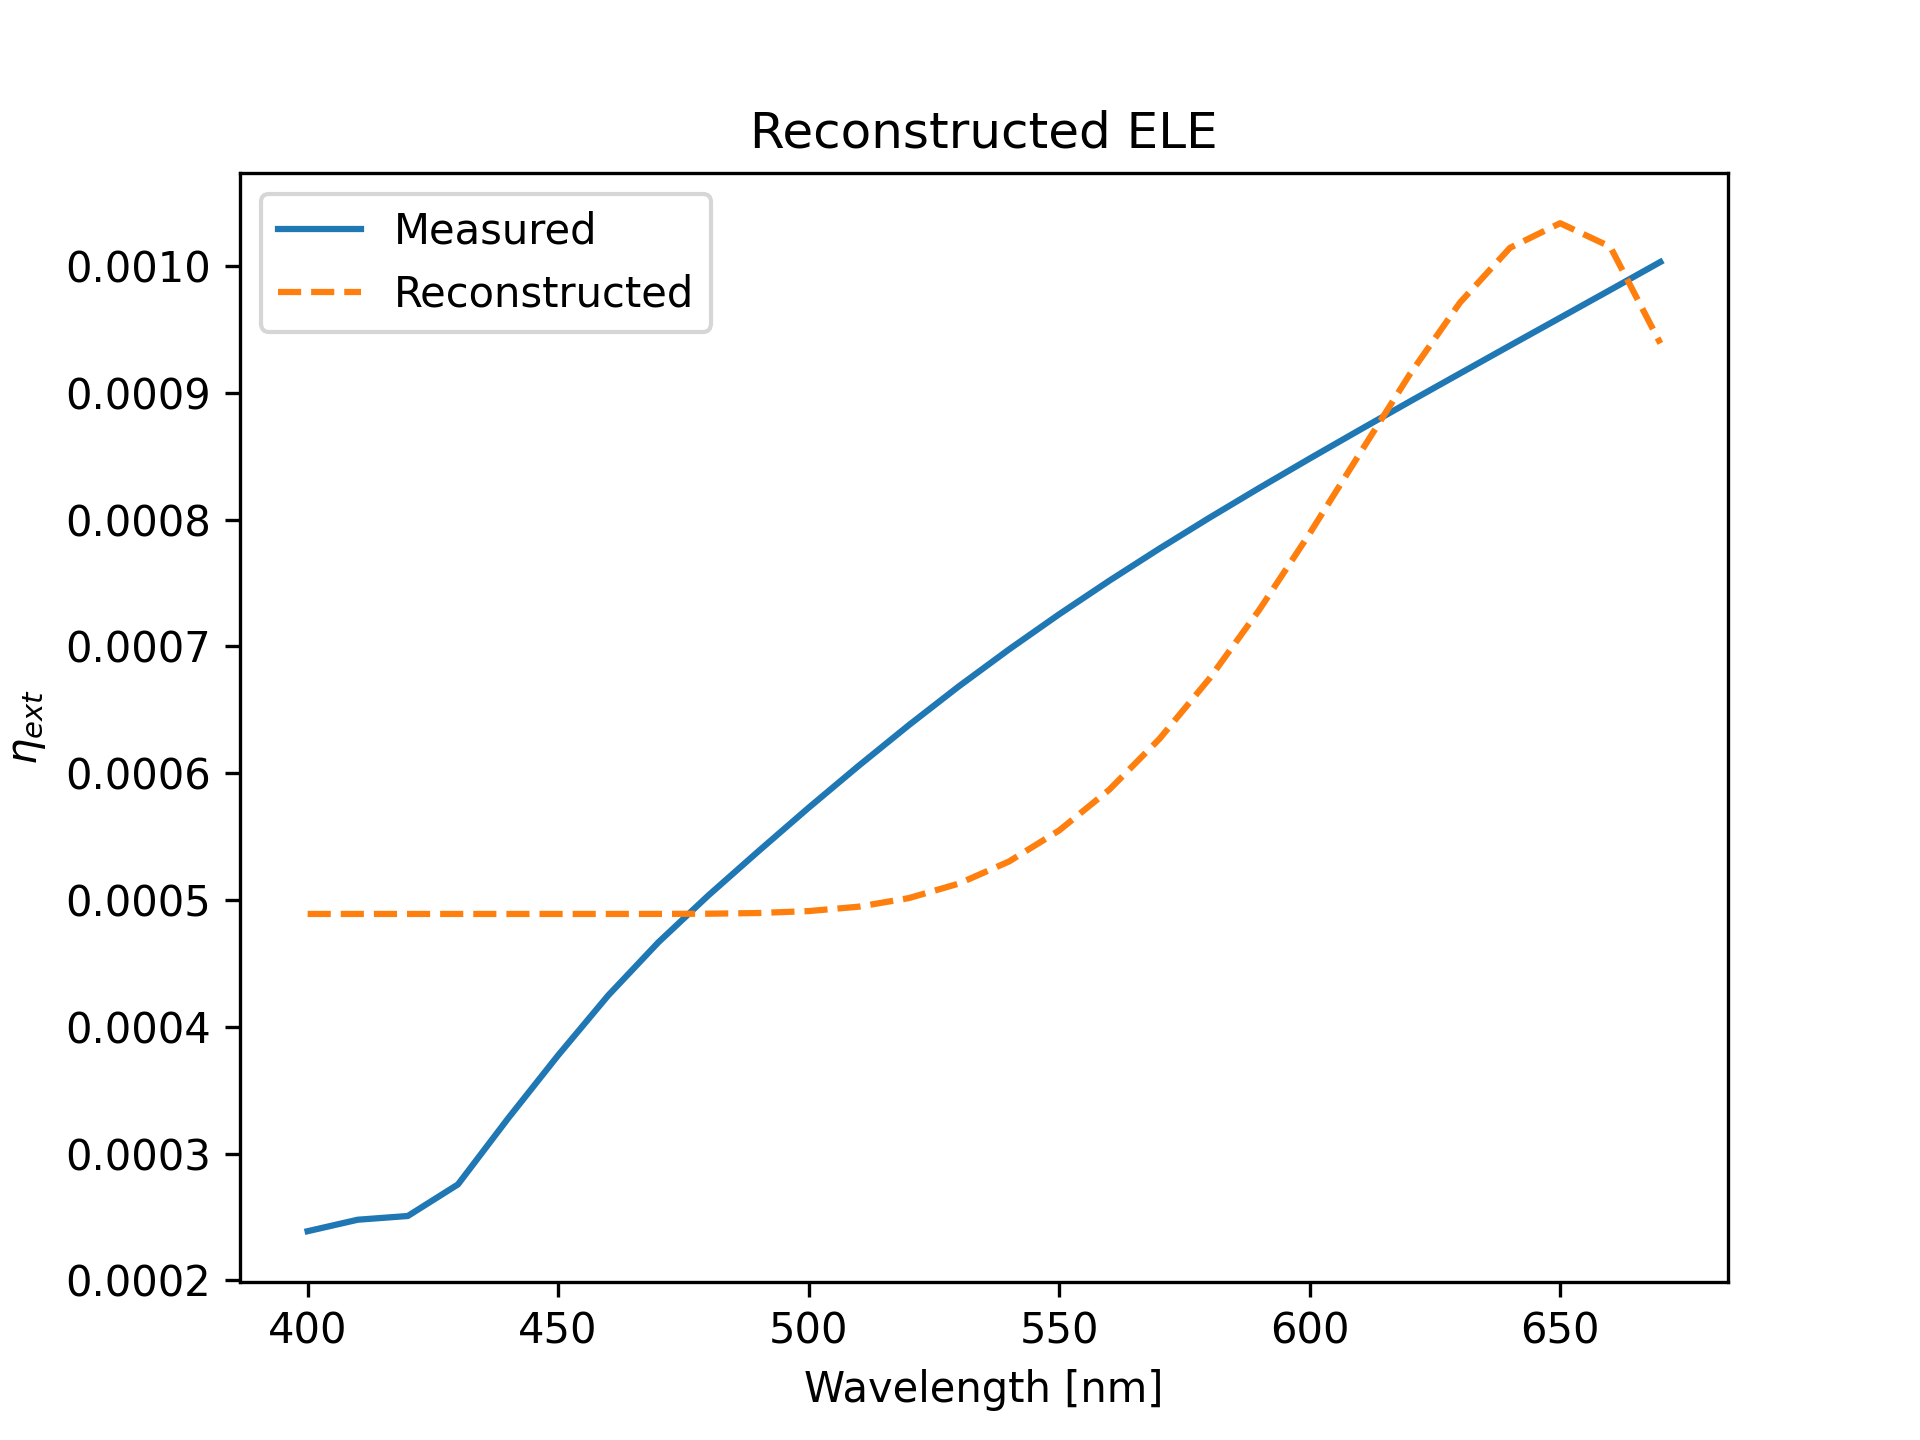 Reconstructed ELE
Measured
Reconstructed
0.0010
0.0009
0.0008
0.0007
0.0006
0.0005
0.0004
0.0003
0.0002
ηext
400 450 500 550 600 650
Wavelength [nm]